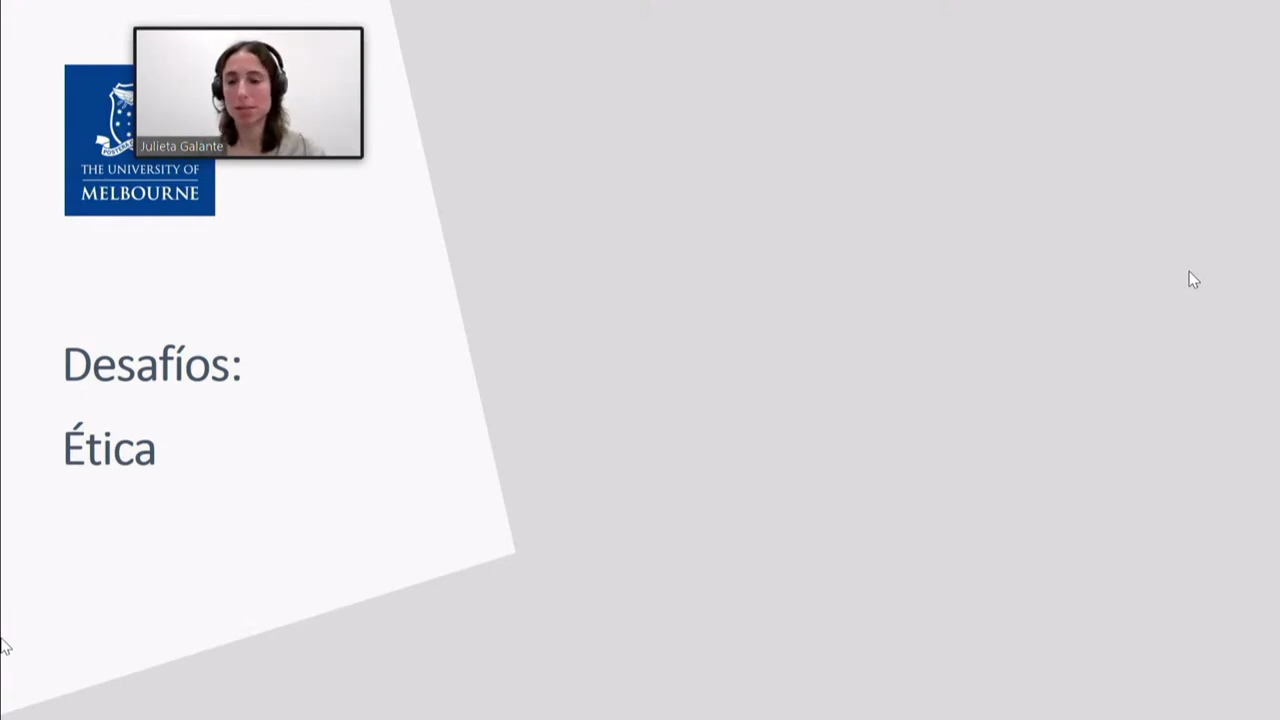 Julieta Galante
THE UNIVERSITY OF
MELBOURNE
Desafíos:
Ética